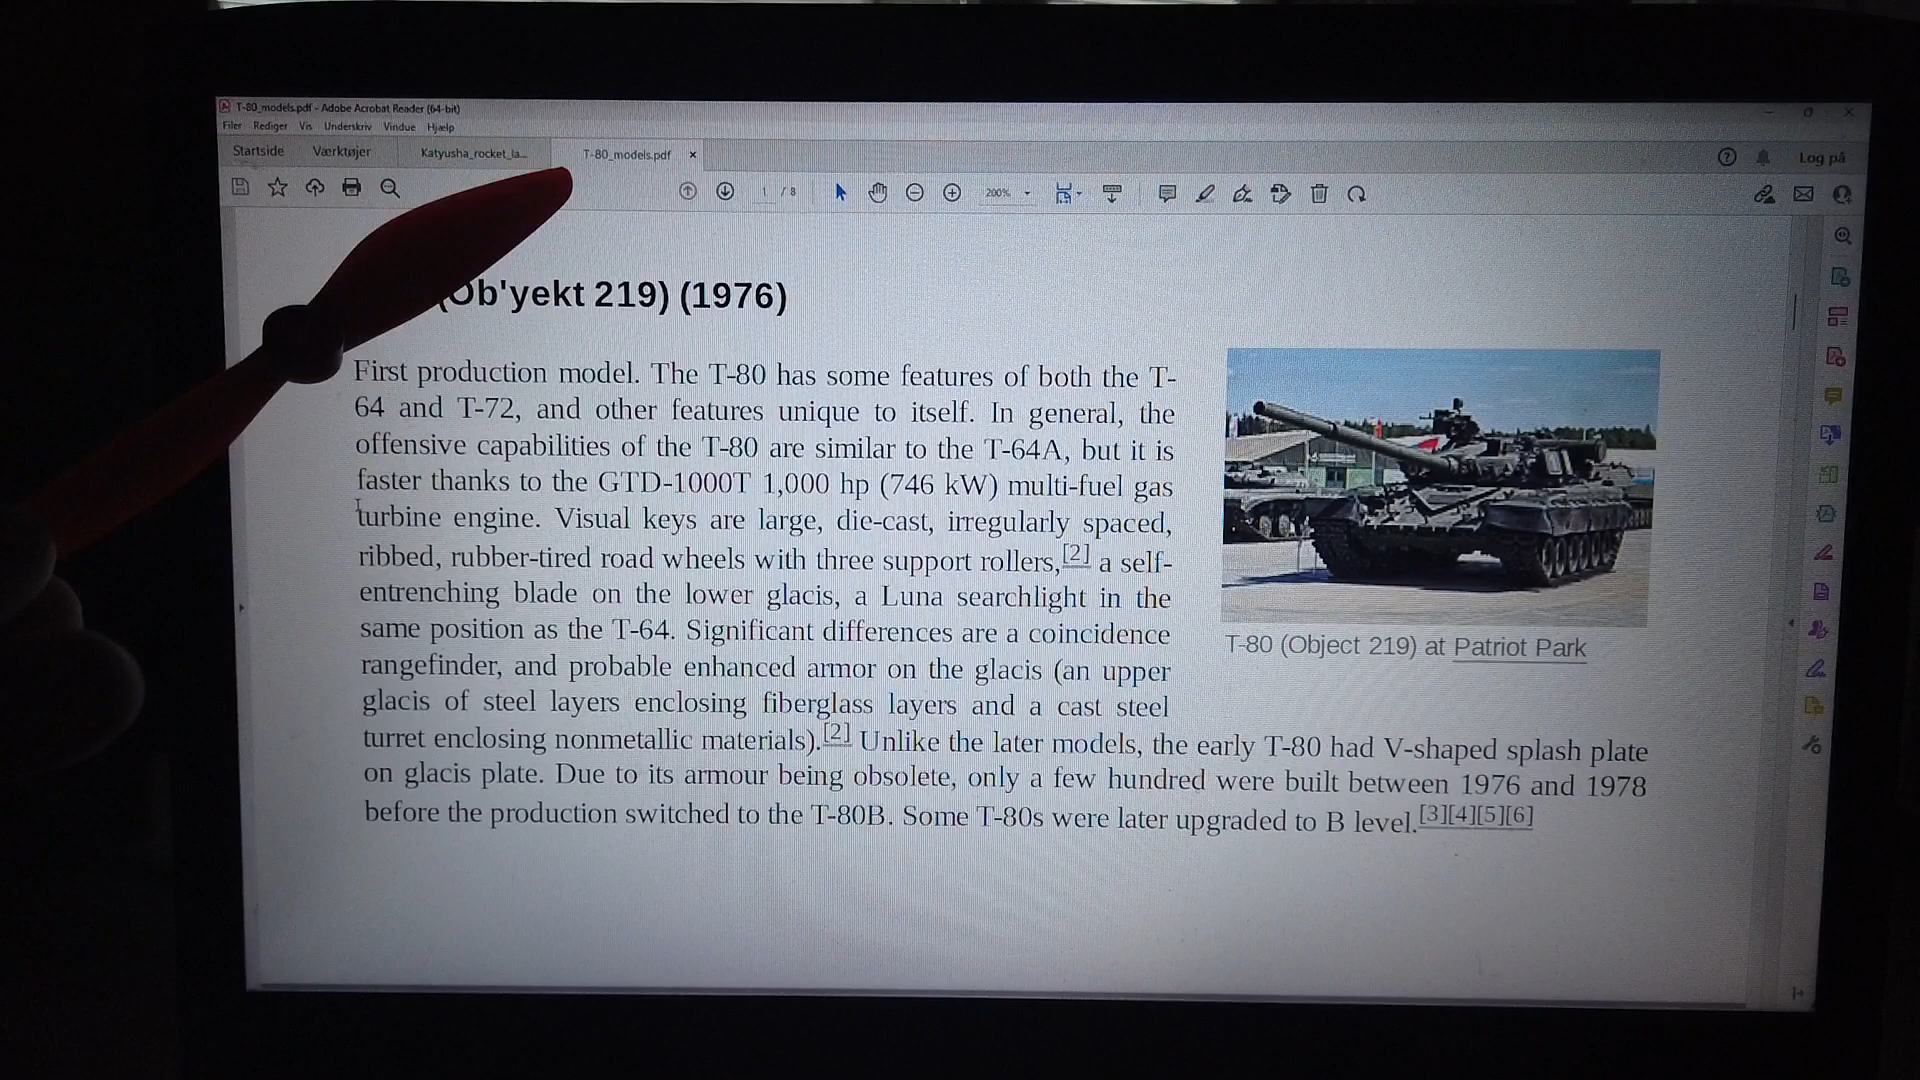 T-80_models.pdf - Adobe Acrobat Reader (64-bit)
Filer Rediger Vis Underskriv Vindue Hjælp
Startside Værktøjer Katyusha_rocket_la... T-80_models.pdf × Log på
1 / 8 200%
(Ob'yekt 219) (1976)
First production model. The T-80 has some features of both the T-
64 and T-72, and other features unique to itself. In general, the
offensive capabilities of the T-80 are similar to the T-64A, but it is
faster thanks to the GTD-1000T 1,000 hp (746 kW) multi-fuel gas
turbine engine. Visual keys are large, die-cast, irregularly spaced,
ribbed, rubber-tired road wheels with three support rollers,[2] a self-
entrenching blade on the lower glacis, a Luna searchlight in the
same position as the T-64. Significant differences are a coincidence
rangefinder, and probable enhanced armor on the glacis (an upper
glacis of steel layers enclosing fiberglass layers and a cast steel
turret enclosing nonmetallic materials).[2] Unlike the later models, the early T-80 had V-shaped splash plate
on glacis plate. Due to its armour being obsolete, only a few hundred were built between 1976 and 1978
before the production switched to the T-80B. Some T-80s were later upgraded to B level.[3][4][5][6]
T-80 (Object 219) at Patriot Park